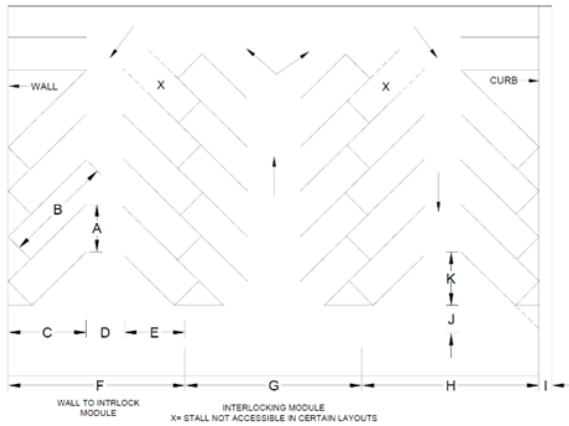 X
X
WALL
CURB
B
A
K
J
C D E
F G H I
WALL TO INTRLOCK
MODULE
INTERLOCKING MODULE
X= STALL NOT ACCESSIBLE IN CERTAIN LAYOUTS